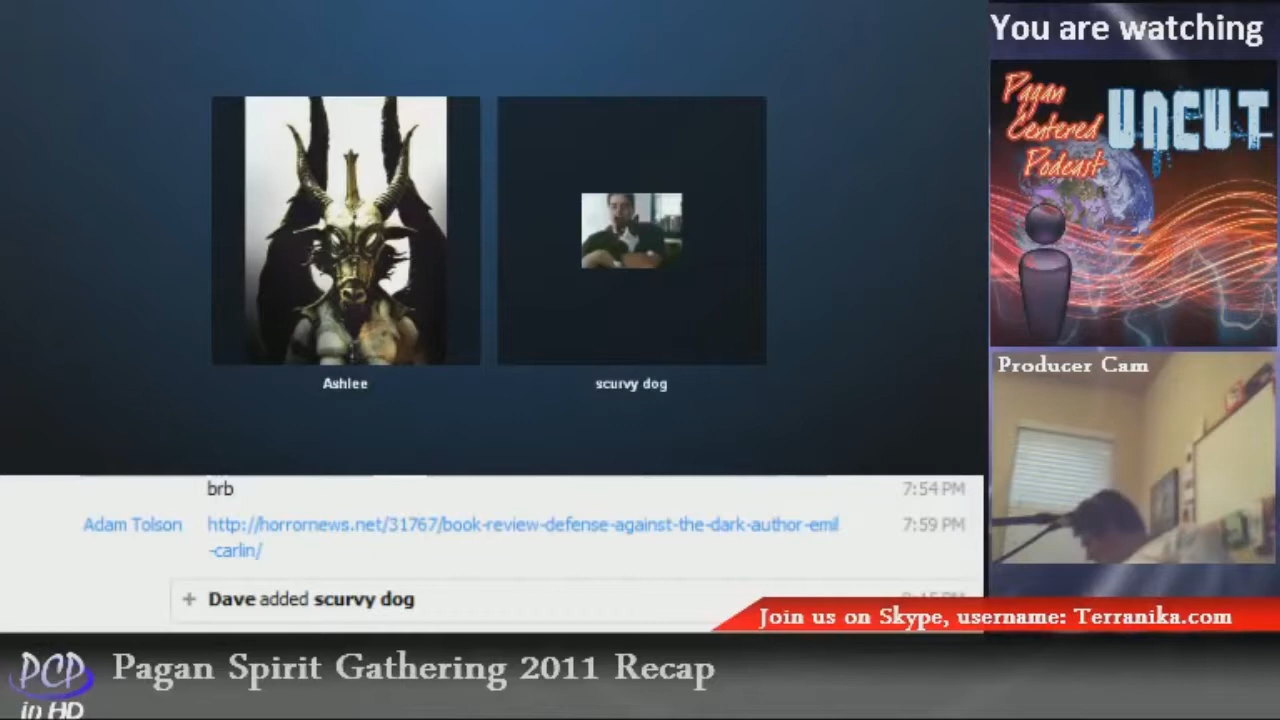 You are watching
Pagan
Centered
Podcast
UNCUT
Ashlee
scurvy dog
Producer Cam
brb
7:54 PM
Adam Tolson
http://horrornews.net/31767/book-review-defense-against-the-dark-author-emil
-carlin/
7:59 PM
+ Dave added scurvy dog
Join us on Skype, username: Terranika.com
PCP
in HD
Pagan Spirit Gathering 2011 Recap